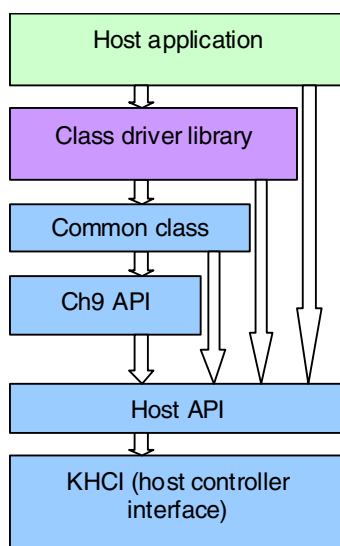 Host application
Class driver library
Common class
Ch9 API
Host API
KHCI (host controller
interface)